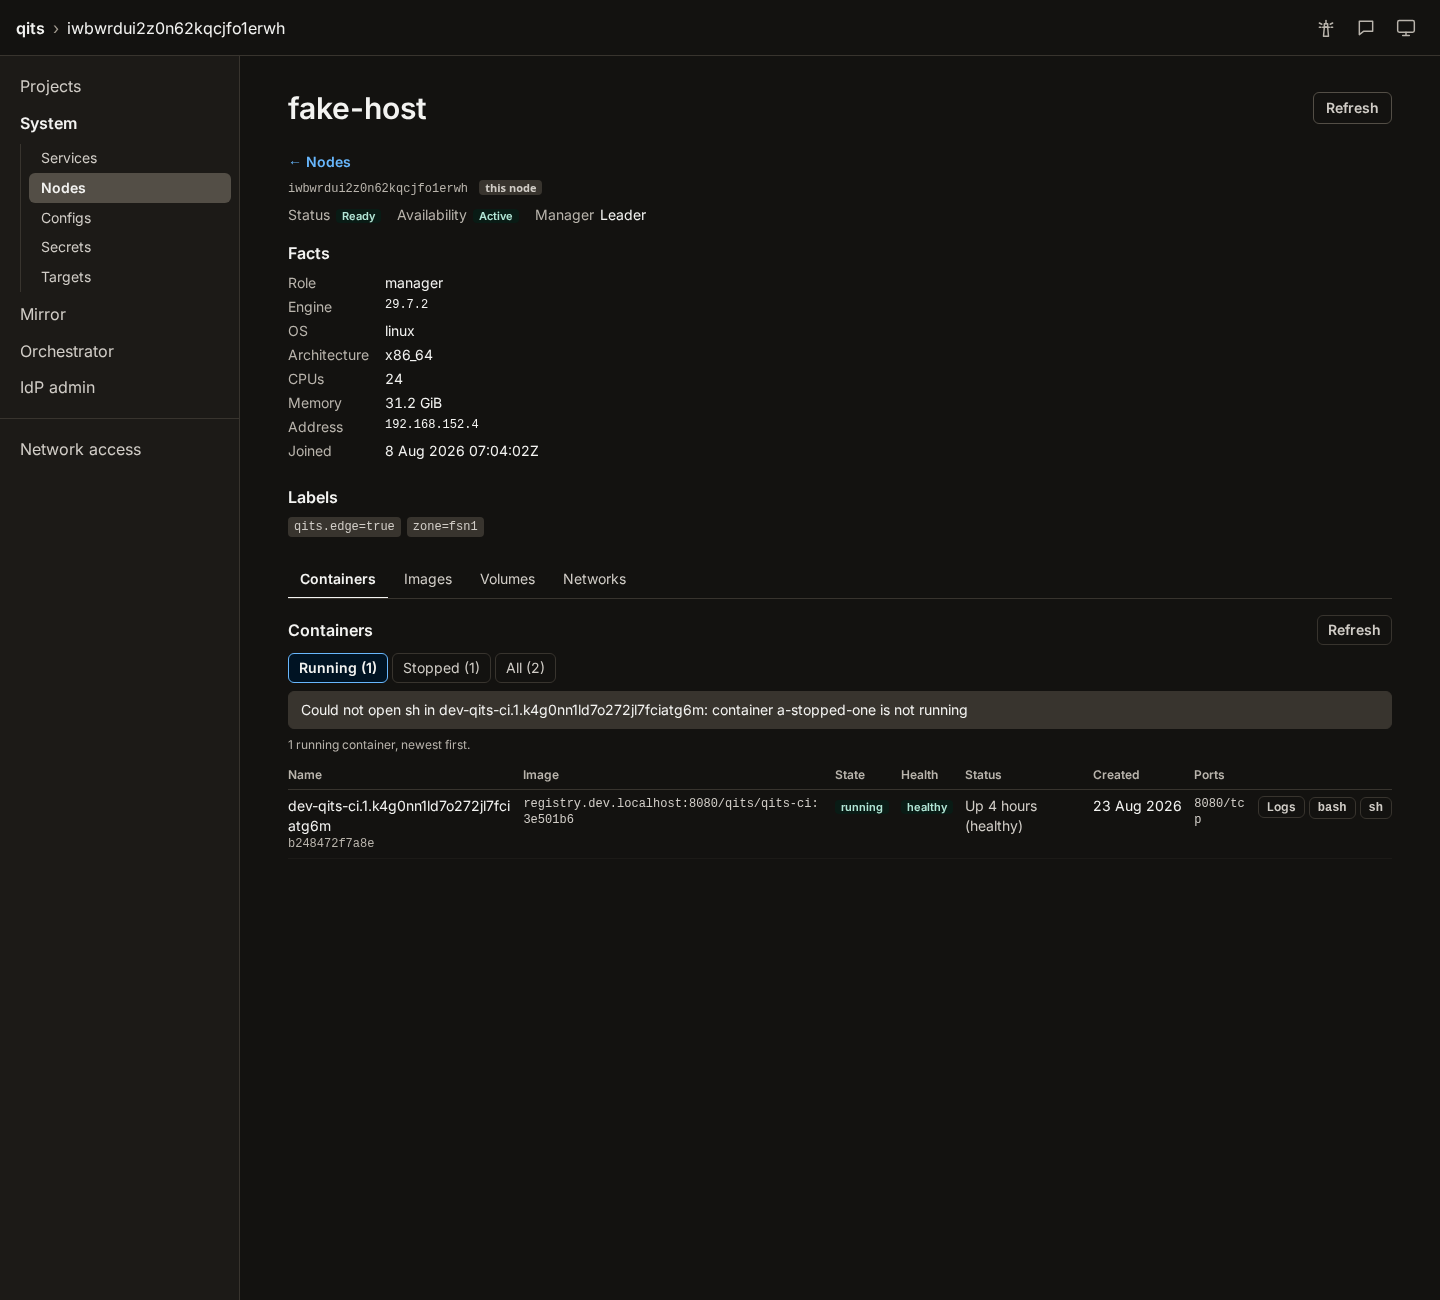 qits › iwbwrdui2z0n62kqcjfo1erwh
Projects
System
Services
Nodes
Configs
Secrets
Targets
Mirror
Orchestrator
IdP admin
Network access
fake-host
Refresh
← Nodes
iwbwrdui2z0n62kqcjfo1erwh this node
Status Ready Availability Active Manager Leader
Facts
Role manager
Engine 29.7.2
OS linux
Architecture x86_64
CPUs 24
Memory 31.2 GiB
Address 192.168.152.4
Joined 8 Aug 2026 07:04:02Z
Labels
qits.edge=true zone=fsn1
Containers Images Volumes Networks
Containers
Refresh
Running (1) Stopped (1) All (2)
Could not open sh in dev-qits-ci.1.k4g0nn1ld7o272jl7fciatg6m: container a-stopped-one is not running
1 running container, newest first.
Name Image State Health Status Created Ports
dev-qits-ci.1.k4g0nn1ld7o272jl7fci registry.dev.localhost:8080/qits/qits-ci: running healthy Up 4 hours 23 Aug 2026 8080/tc Logs bash sh
atg6m 3e501b6 (healthy) p
b248472f7a8e